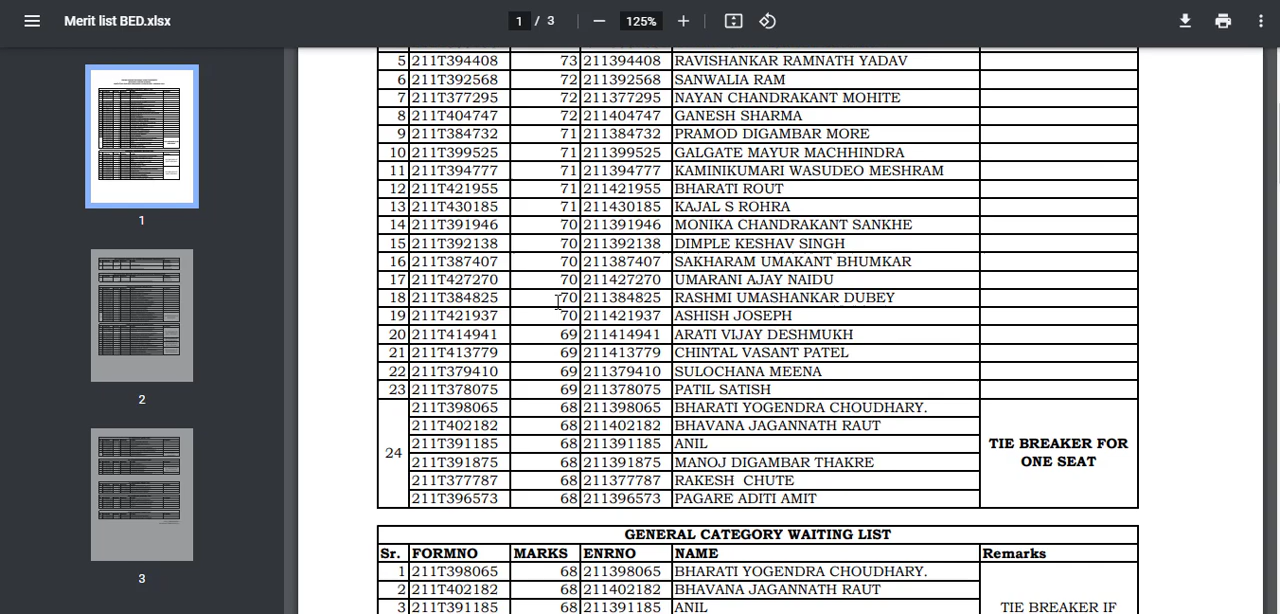 Merit list BED.xlsx
1 / 3
125%
5 211T394408 73 211394408 RAVISHANKAR RAMNATH YADAV
6 211T392568 72 211392568 SANWALIA RAM
7 211T377295 72 211377295 NAYAN CHANDRAKANT MOHITE
8 211T404747 72 211404747 GANESH SHARMA
9 211T384732 71 211384732 PRAMOD DIGAMBAR MORE
10 211T399525 71 211399525 GALGATE MAYUR MACHHINDRA
11 211T394777 71 211394777 KAMINIKUMARI WASUDEO MESHRAM
12 211T421955 71 211421955 BHARATI ROUT
13 211T430185 71 211430185 KAJAL S ROHRA
14 211T391946 70 211391946 MONIKA CHANDRAKANT SANKHE
15 211T392138 70 211392138 DIMPLE KESHAV SINGH
16 211T387407 70 211387407 SAKHARAM UMAKANT BHUMKAR
17 211T427270 70 211427270 UMARANI AJAY NAIDU
18 211T384825 70 211384825 RASHMI UMASHANKAR DUBEY
19 211T421937 70 211421937 ASHISH JOSEPH
20 211T414941 69 211414941 ARATI VIJAY DESHMUKH
21 211T413779 69 211413779 CHINTAL VASANT PATEL
22 211T379410 69 211379410 SULOCHANA MEENA
23 211T378075 69 211378075 PATIL SATISH
24
211T398065 68 211398065 BHARATI YOGENDRA CHOUDHARY.
211T402182 68 211402182 BHAVANA JAGANNATH RAUT
211T391185 68 211391185 ANIL
211T391875 68 211391875 MANOJ DIGAMBAR THAKRE
211T377787 68 211377787 RAKESH CHUTE
211T396573 68 211396573 PAGARE ADITI AMIT
TIE BREAKER FOR
ONE SEAT
GENERAL CATEGORY WAITING LIST
Sr. FORMNO MARKS ENRNO NAME Remarks
1 211T398065 68 211398065 BHARATI YOGENDRA CHOUDHARY.
2 211T402182 68 211402182 BHAVANA JAGANNATH RAUT
3 211T391185 68 211391185 ANIL
TIE BREAKER IF
1
2
3